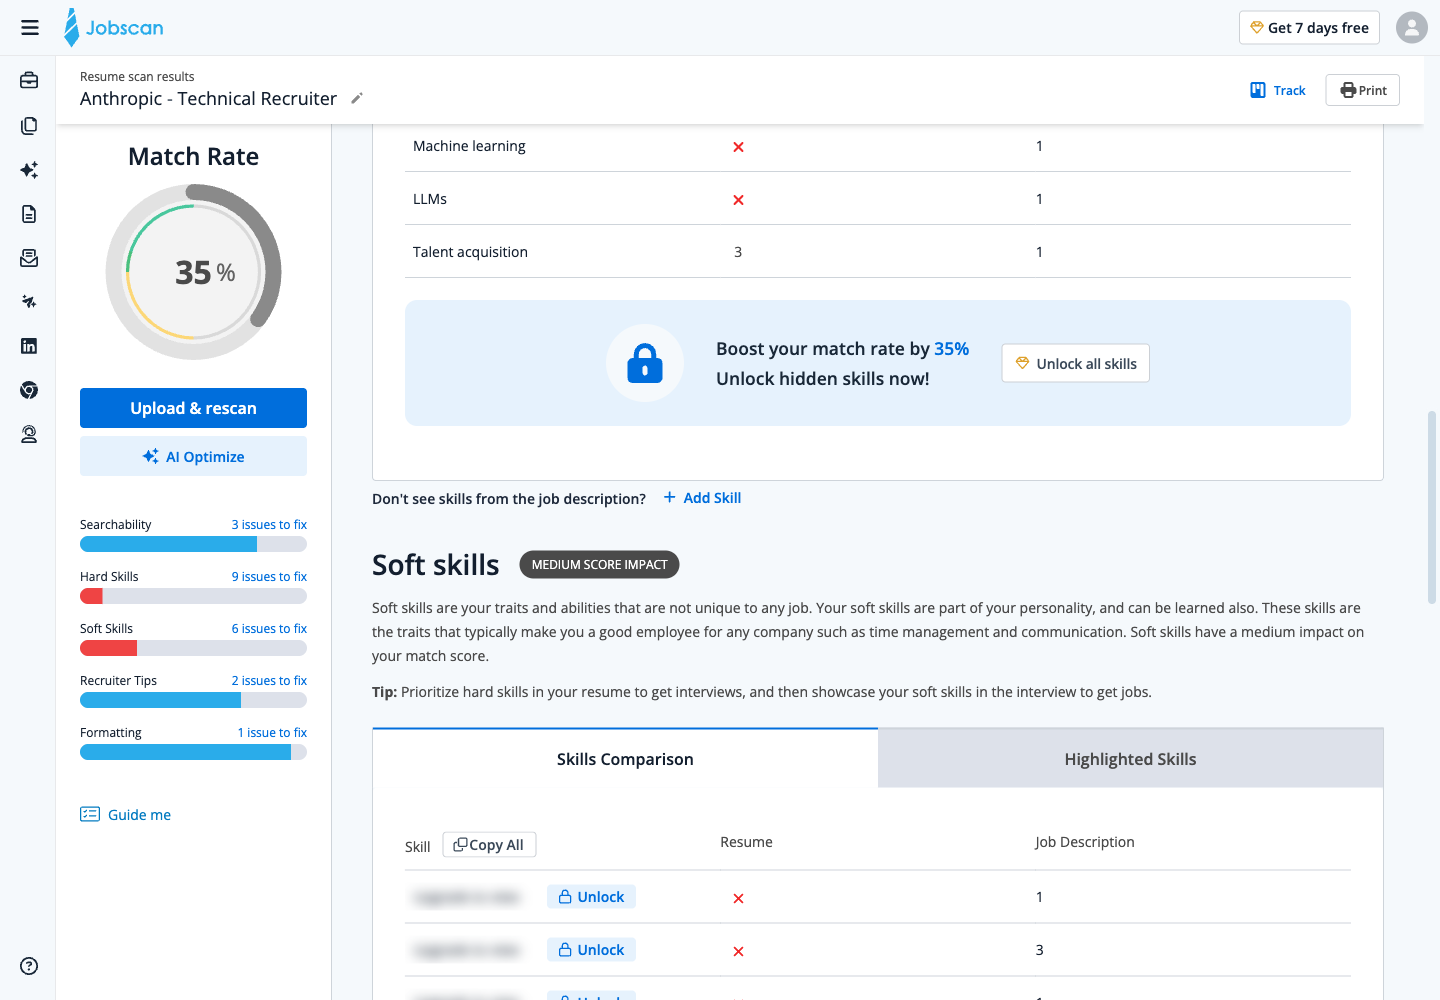 Jobscan
Get 7 days free
Resume scan results
Anthropic - Technical Recruiter
Track
Print
Match Rate
35 %
Upload & rescan
AI Optimize
Searchability
3 issues to fix
Hard Skills
9 issues to fix
Soft Skills
6 issues to fix
Recruiter Tips
2 issues to fix
Formatting
1 issue to fix
Guide me
Machine learning
1
LLMs
1
Talent acquisition
3
1
Boost your match rate by 35%
Unlock hidden skills now!
Unlock all skills
Don't see skills from the job description?
Add Skill
Soft skills
MEDIUM SCORE IMPACT
Soft skills are your traits and abilities that are not unique to any job. Your soft skills are part of your personality, and can be learned also. These skills are
the traits that typically make you a good employee for any company such as time management and communication. Soft skills have a medium impact on
your match score.
Tip: Prioritize hard skills in your resume to get interviews, and then showcase your soft skills in the interview to get jobs.
Skills Comparison
Highlighted Skills
Skill
Copy All
Resume
Job Description
Unlock
1
Unlock
3